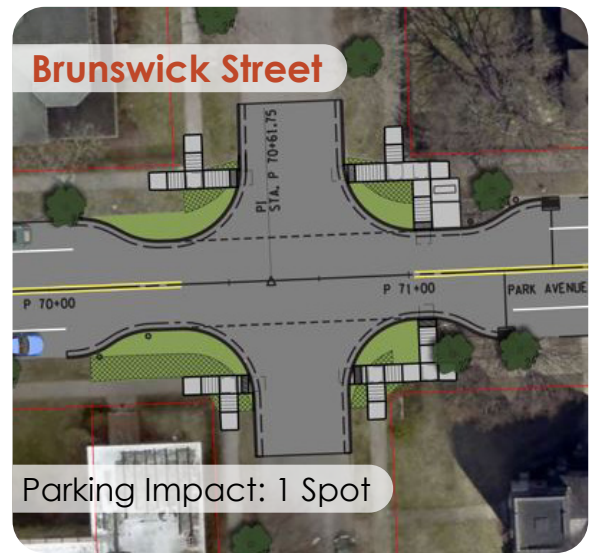 Brunswick Street
PI
STA. P 70+61.75
P 70+00
P 71+00
PARK AVENUE
Parking Impact: 1 Spot